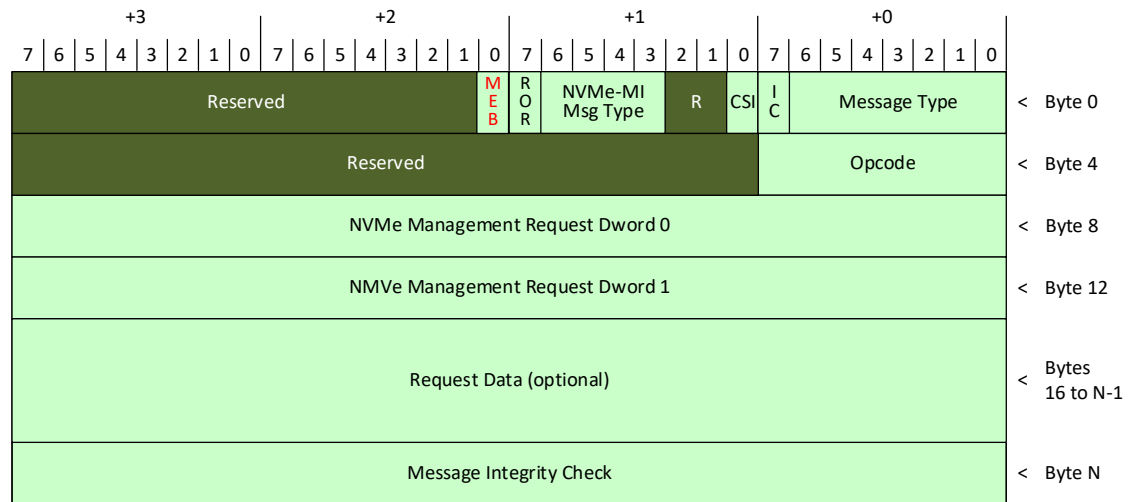 +3 +2 +1 +0
7 6 5 4 3 2 1 0 7 6 5 4 3 2 1 0 7 6 5 4 3 2 1 0 7 6 5 4 3 2 1 0
Reserved MEB ROR NVMe-MI Msg Type R CSI IC Message Type < Byte 0
Reserved Opcode < Byte 4
NVMe Management Request Dword 0 < Byte 8
NMVe Management Request Dword 1 < Byte 12
Request Data (optional) < Bytes 16 to N-1
Message Integrity Check < Byte N